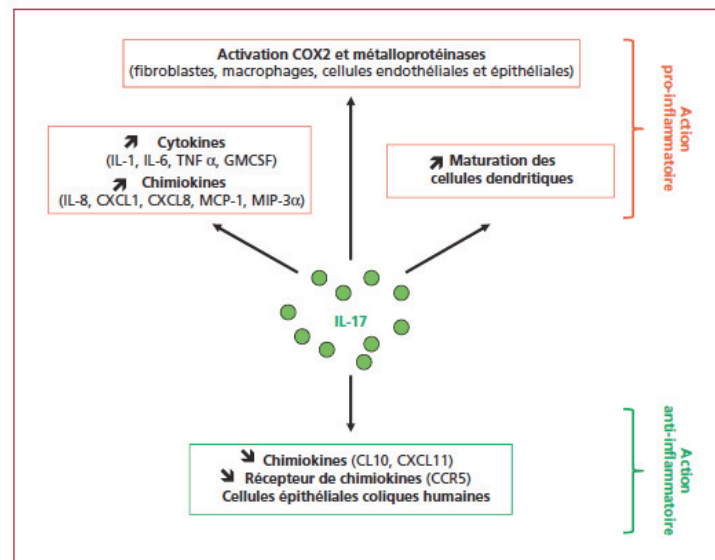 Activation COX2 et métalloprotéinases
(fibroblastes, macrophages, cellules endothéliales et épithéliales)
Action
pro-inflammatoire
Cytokines
(IL-1, IL-6, TNF α, GMCSF)
Chimiokines
(IL-8, CXCL1, CXCL8, MCP-1, MIP-3α)
Maturation des
cellules dendritiques
IL-17
Chimiokines (CL10, CXCL11)
Récepteur de chimiokines (CCR5)
Cellules épithéliales coliques humaines
Action
anti-inflammatoire